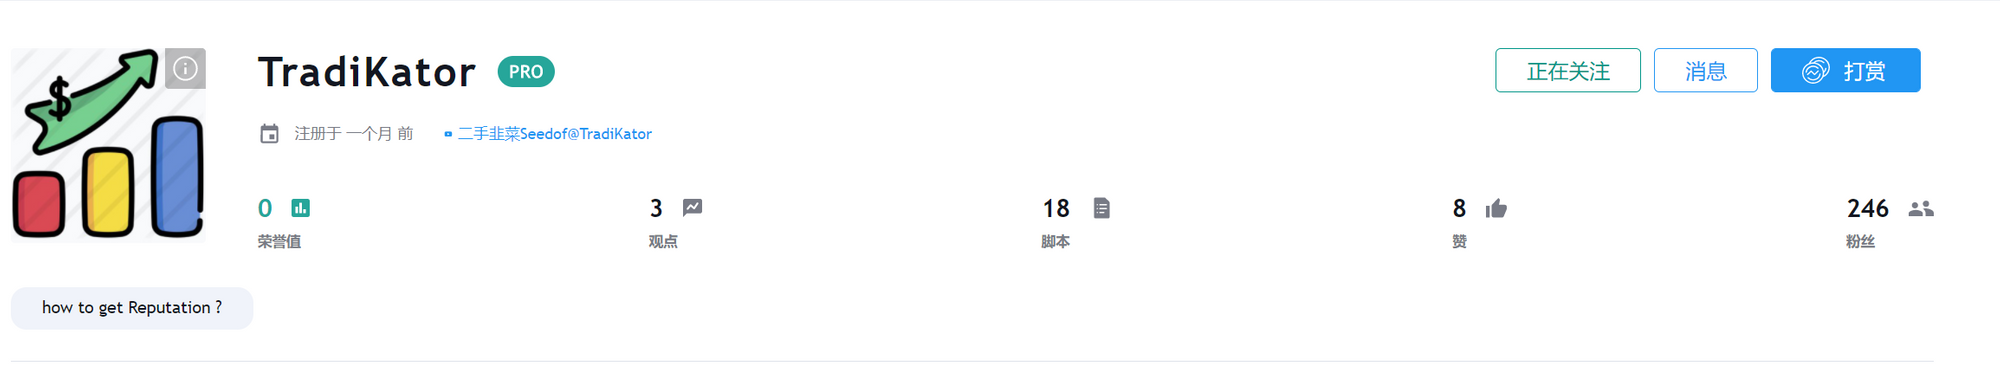 TradiKator PRO
正在关注 消息 打赏
注册于 一个月 前 二手韭菜Seedof@TradiKator
0 3 18 8 246
荣誉值 观点 脚本 赞 粉丝
how to get Reputation ?
$